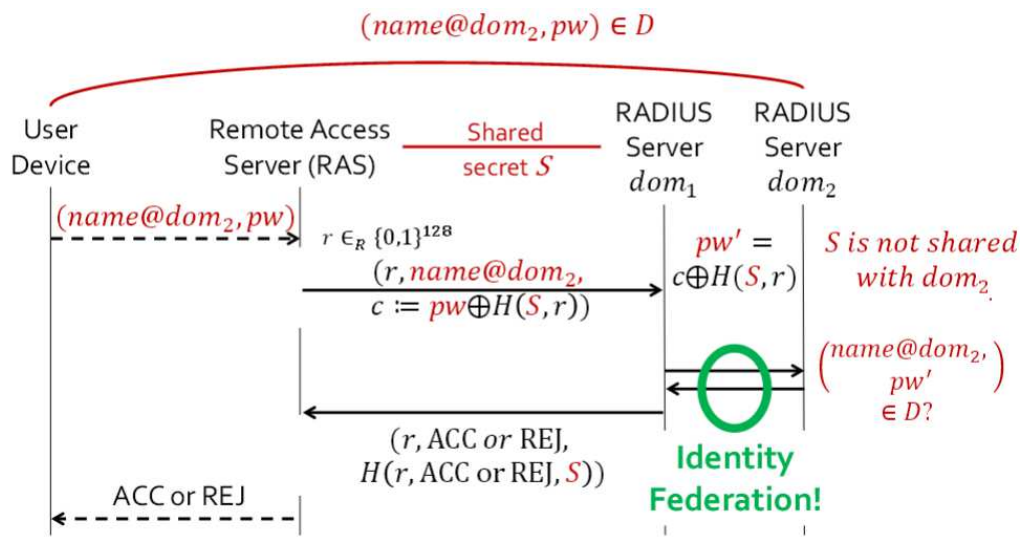 (name@dom₂, pw) ∈ D
User
Device
Remote Access
Server (RAS)
Shared
secret S
RADIUS
Server
dom₁
RADIUS
Server
dom₂
(name@dom₂, pw)
r ∈_R {0,1}¹²⁸
(r, name@dom₂,
c := pw⊕H(S, r))
pw′ =
c⊕H(S, r)
S is not shared
with dom₂.
(name@dom₂,
pw′)
∈ D?
(r, ACC or REJ,
H(r, ACC or REJ, S))
Identity
Federation!
ACC or REJ